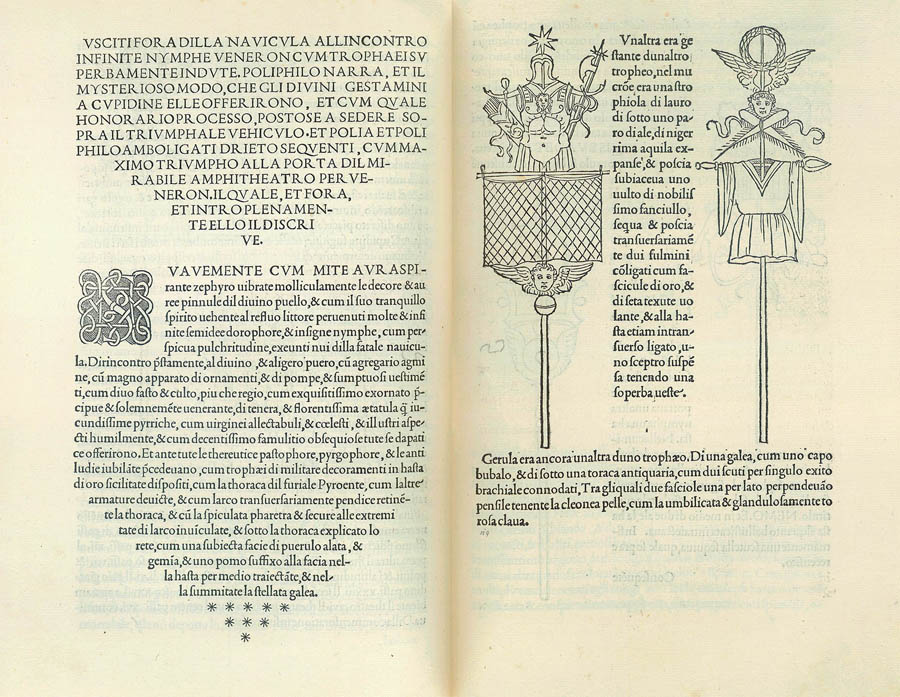 VSCITI FORA DILLA NAVICVLA ALLINCONTRO
INFINITE NYMPHE VENERON CVM TROPHAEI SV
PERBAMENTE INDVTE. POLIPHILO NARRA, ET IL
MYSTERIOSO MODO, CHE GLI DIVINI GESTAMINI
A CVPIDINE ELLE OFFERIRONO, ET CVM QVALE
HONORARIO PROCESSO, POSTOSE A SEDERE SO-
PRA IL TRIVMPHALE VEHICVLO. ET POLIA ET POLI
PHILO AMBO LIGATI DRIETO SEQVENTI, CVM MA-
XIMO TRIVMPHO ALLA PORTA DIL MI-
RABILE AMPHITHEATRO PER VE-
NERON. IL QVALE, ET FORA,
ET INTRO PLENAMEN-
TE ELLO IL DISCRI
VE.
VAVEMENTE CVM MITE AVRA SPI-
rante zephyro uibrate molliculamente le decore & au
ree pinnule dil diuino puello, & cum il suo tranquillo
spirito uehente al refluo littore peruenuti molte & infi
nite semidee dorophore, & insigne nymphe, cum per-
spicua pulchritudine, exeunti nui dilla fatale nauicu-
la. Dirincontro p̃stamente, al diuino, & aligero puero, cũ agregario agmi
ne, cũ magno apparato di ornamenti, & di pompe, & sumptuosi uestimẽ
ti, cum diuo fasto & culto, piu che regio, cum exquisitissimo exornato p̃
cipue & solemnemẽte uenerante, di tenera, & florentissima ætatula q̃ iu-
cundissime pyrriche, cum uirginei allectabuli, & cœlesti, & illustri aspe-
cti humilmente, & cum decentissimo famulitio obsequiose tute se dapati
ce offerirono. Et ante tute le thereutice pastophore, pyrgophore, & le anti
ludie iubilate p̃cedeuano, cum trophæi di militare decoramenti in hasta
di oro sicilitate dispositi, cum la thoraca dil furiale Pyroente, cum laltre
armature deuicte, & cum larco transuersariamente pendice retinẽ-
te la thoraca, & cũ la spiculata pharetra & secure alle extremi
tate di larco inuisculate, & sotto la thoraca explicato lo
rete, cum una subiecta facie di puerulo alata, &
gemĩa, & uno pomo suffixo alla facia nel-
la hasta per medio traiectãte, & nel-
la summitate la stellata galea.
Vnaltra era ge
stante dunaltro
tropheo, nel mu
crõe, era una stro
phiola di lauro
di sotto uno pa-
ro di ale, di niger
rima aquila ex-
panse, & poscia
subiaceua uno
uulto di nobilis
simo fanciullo,
sequa & poscia
transuersariamẽ
te dui fulmini
cõligati cum fa-
scicule di oro, &
di seta texute uo
lante, & alla ha-
sta etiam intran-
suerso ligato, u-
no sceptro suspẽ
sa tenendo una
soperba ueste.
Gerula era ancora unaltra duno trophæo. Di una galea, cum uno capo
bubalo, & di sotto una toraca antiquaria, cum dui scuti per singulo exito
brachiale connodati, Tra gli quali due fasciole una per lato perpendeuão
pensile tenente la cleonea pelle, cum la umbilicata & glandulosamente to
rosa claua.